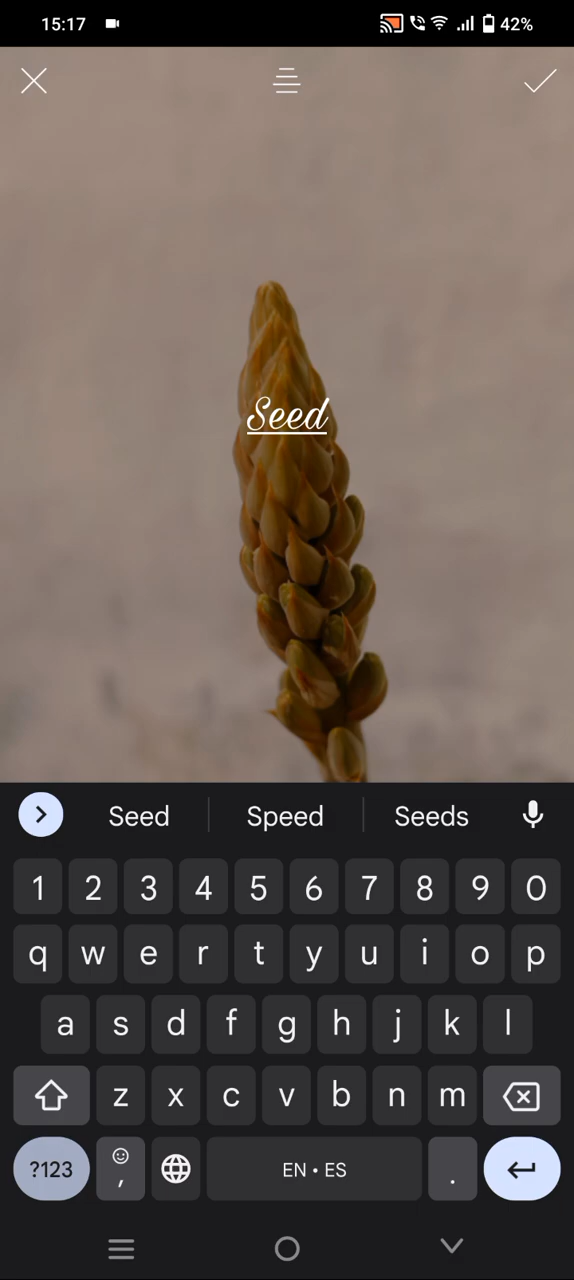 15:17
42%
Seed
Seed Speed Seeds
1 2 3 4 5 6 7 8 9 0
q w e r t y u i o p
a s d f g h j k l
z x c v b n m
?123 , EN • ES .